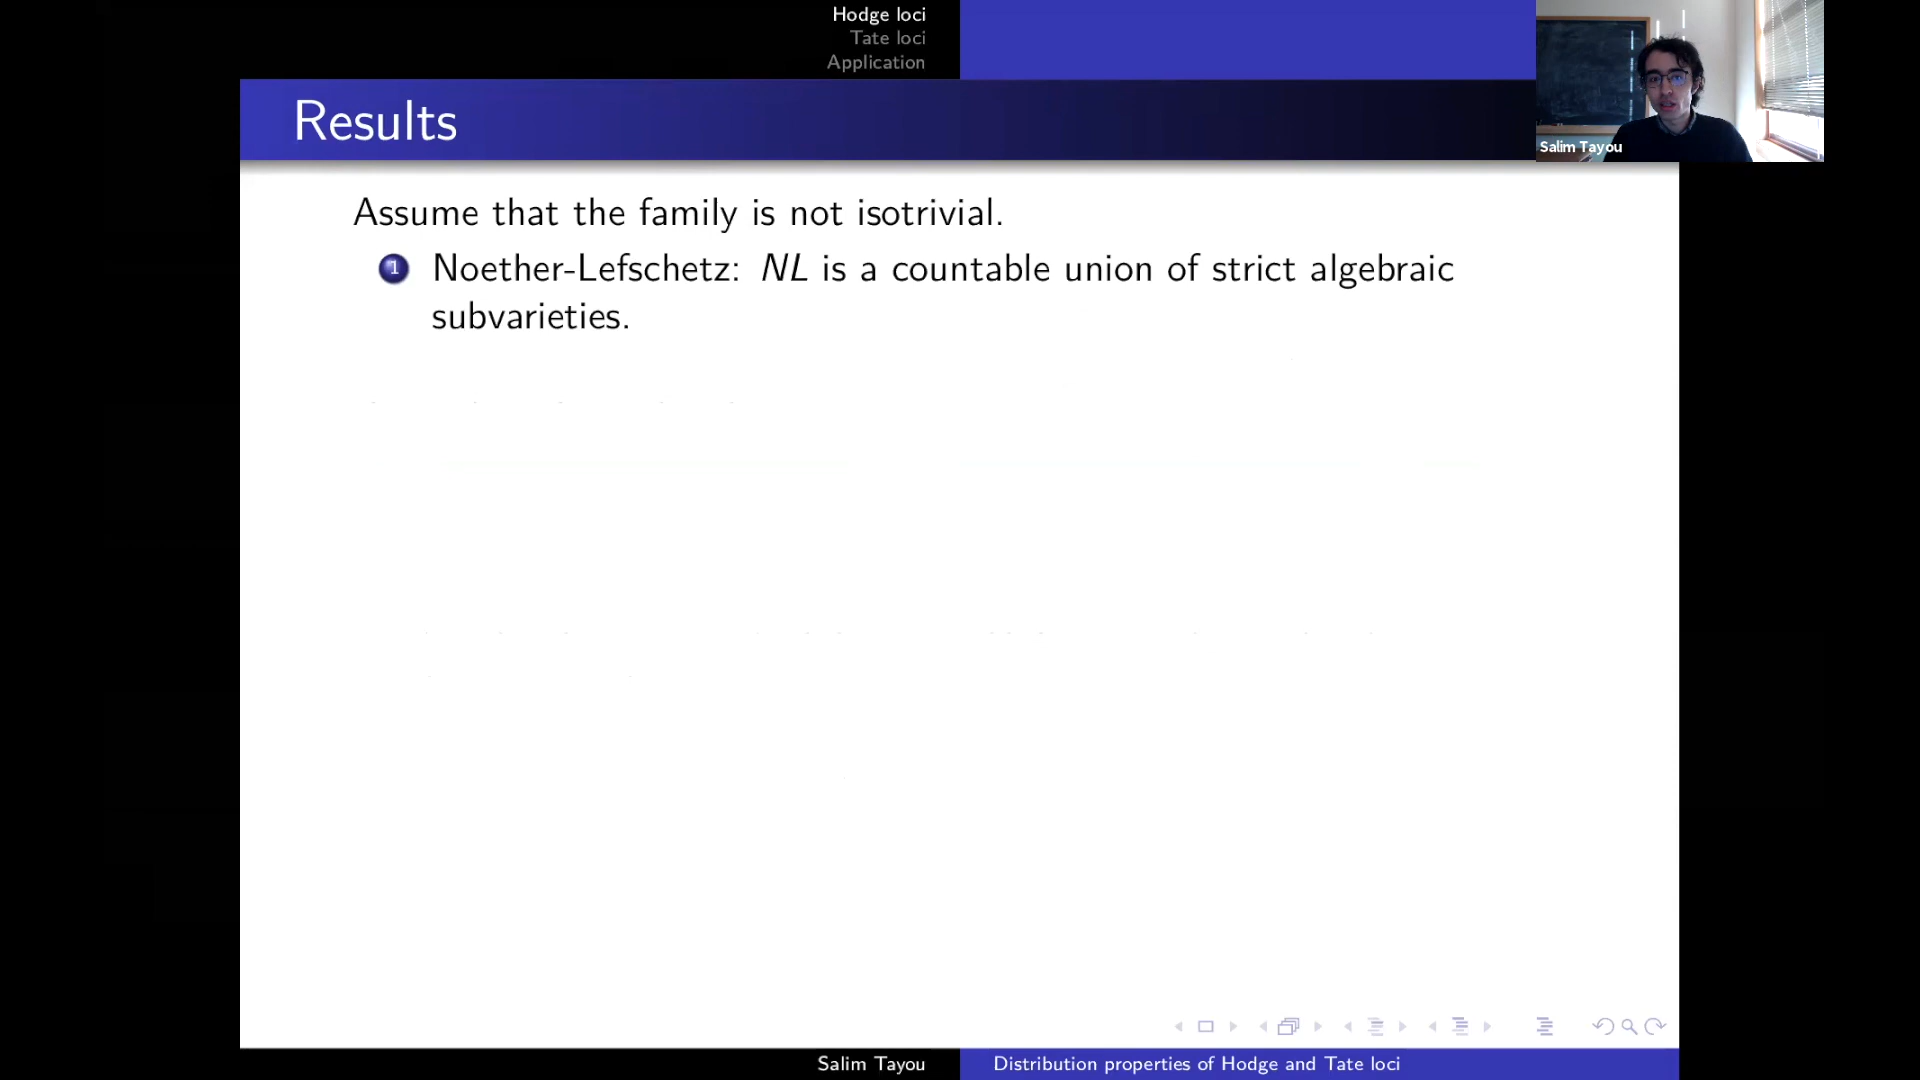 Hodge loci
Tate loci
Application
Results
Salim Tayou
Assume that the family is not isotrivial.
1 Noether-Lefschetz: NL is a countable union of strict algebraic
subvarieties.
Salim Tayou
Distribution properties of Hodge and Tate loci